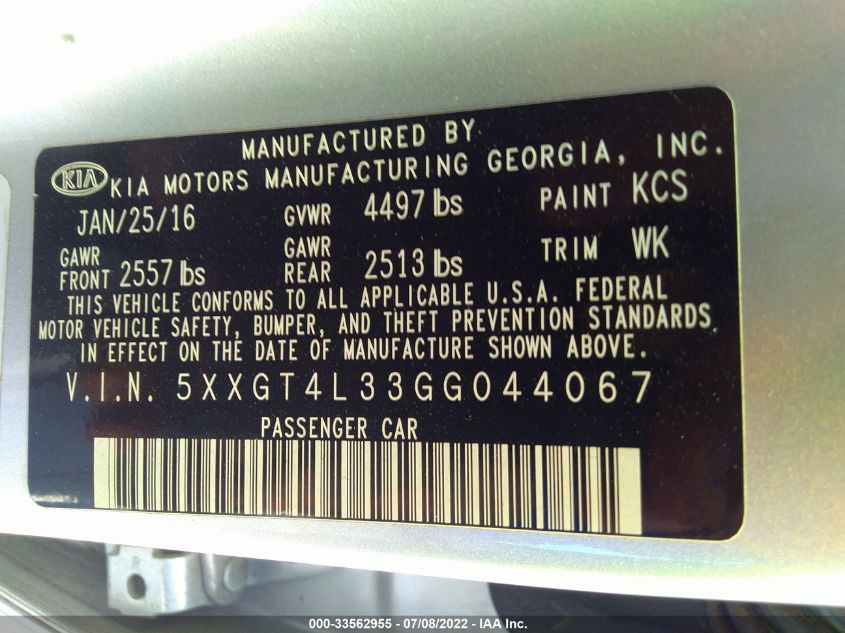 MANUFACTURED BY
KIA KIA MOTORS MANUFACTURING GEORGIA, INC.
JAN/25/16 GVWR 4497 lbs PAINT KCS
GAWR FRONT 2557 lbs GAWR REAR 2513 lbs TRIM WK
THIS VEHICLE CONFORMS TO ALL APPLICABLE U.S.A. FEDERAL
MOTOR VEHICLE SAFETY, BUMPER, AND THEFT PREVENTION STANDARDS
IN EFFECT ON THE DATE OF MANUFACTURE SHOWN ABOVE.
V.I.N. 5XXGT4L33GG044067
PASSENGER CAR
000-33562955 - 07/08/2022 - IAA Inc.